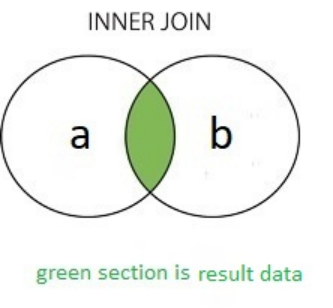 INNER JOIN
a b
green section is result data